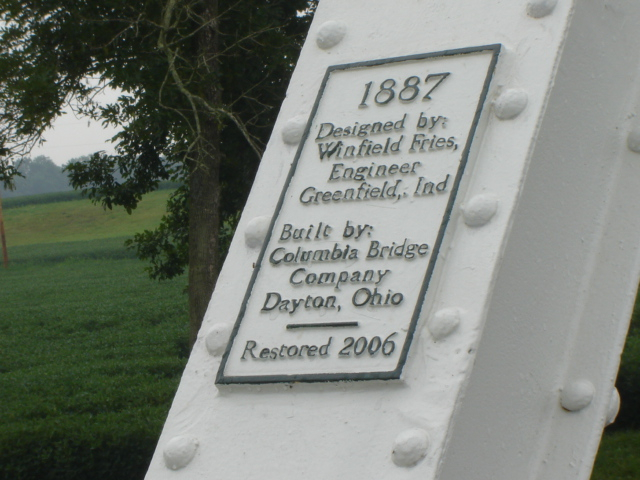 1887
Designed by:
Winfield Fries,
Engineer
Greenfield,. Ind
Built by:
Columbia Bridge
Company
Dayton, Ohio
Restored 2006